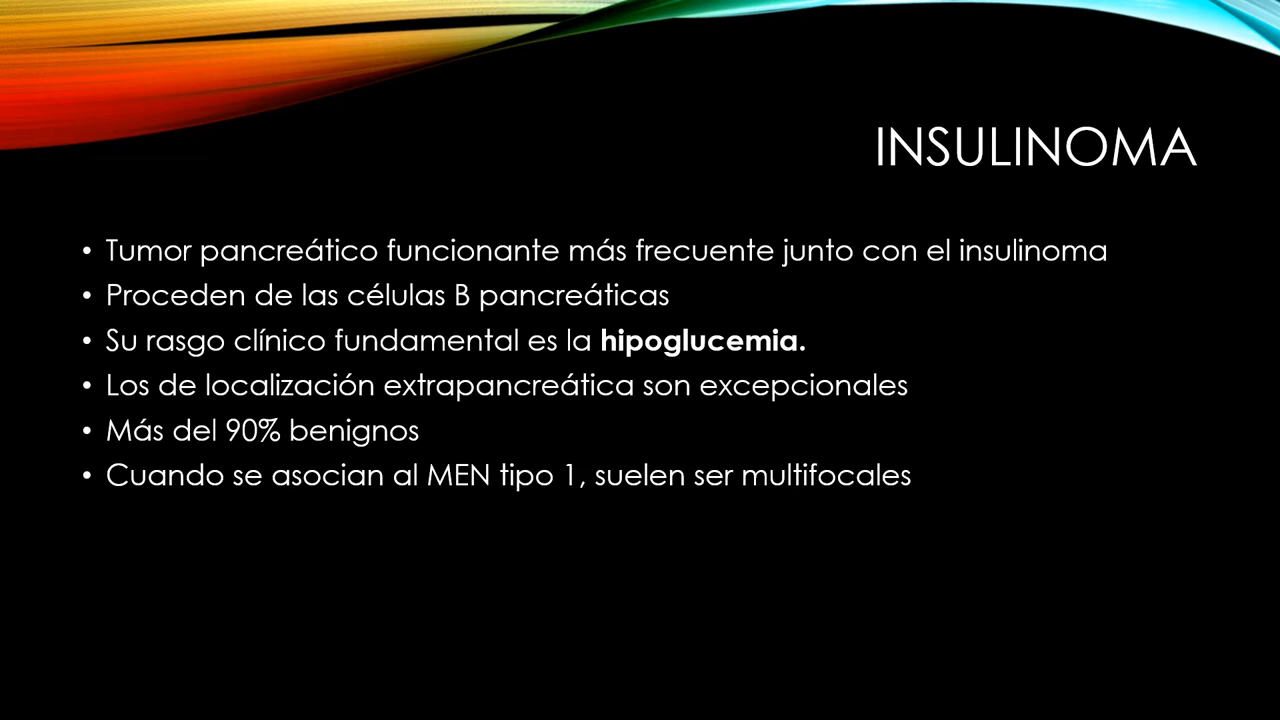 INSULINOMA
• Tumor pancreático funcionante más frecuente junto con el insulinoma
• Proceden de las células B pancreáticas
• Su rasgo clínico fundamental es la hipoglucemia.
• Los de localización extrapancreática son excepcionales
• Más del 90% benignos
• Cuando se asocian al MEN tipo 1, suelen ser multifocales